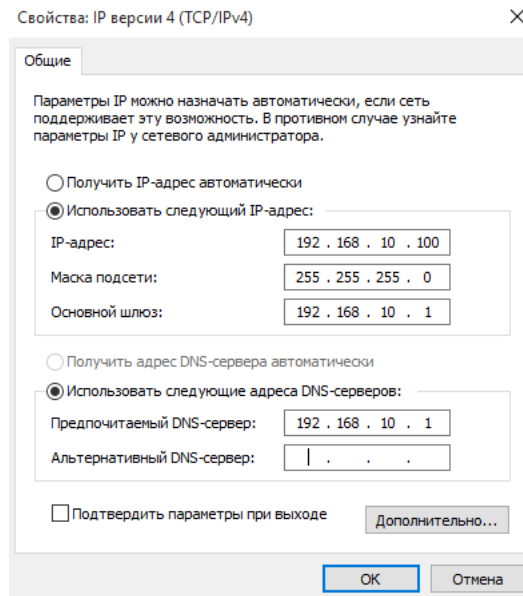 Свойства: IP версии 4 (TCP/IPv4)
Общие
Параметры IP можно назначать автоматически, если сеть
поддерживает эту возможность. В противном случае узнайте
параметры IP у сетевого администратора.
Получить IP-адрес автоматически
Использовать следующий IP-адрес:
IP-адрес: 192 . 168 . 10 . 100
Маска подсети: 255 . 255 . 255 . 0
Основной шлюз: 192 . 168 . 10 . 1
Получить адрес DNS-сервера автоматически
Использовать следующие адреса DNS-серверов:
Предпочитаемый DNS-сервер: 192 . 168 . 10 . 1
Альтернативный DNS-сервер: . . .
Подтвердить параметры при выходе Дополнительно...
ОК Отмена